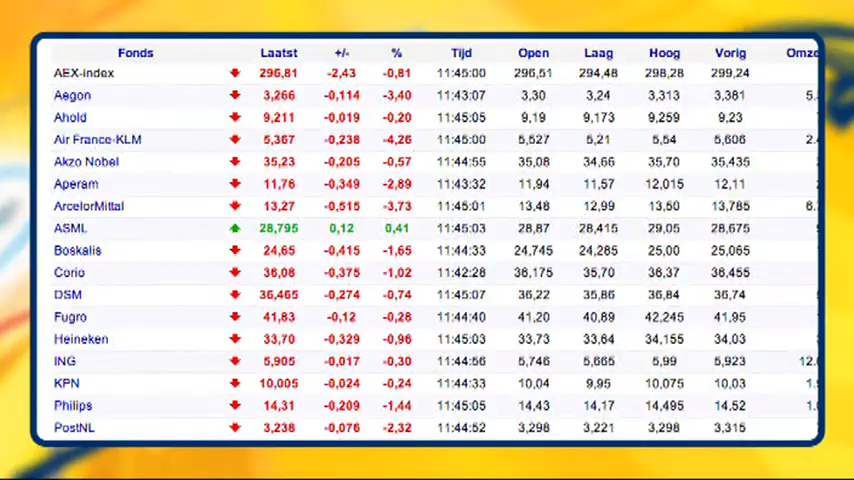 Fonds Laatst +/- % Tijd Open Laag Hoog Vorig
AEX-index 296,81 -2,43 -0,81 11:45:00 296,51 294,48 298,28 299,24
Aegon 3,266 -0,114 -3,40 11:43:07 3,30 3,24 3,313 3,381
Ahold 9,211 -0,019 -0,20 11:45:05 9,19 9,173 9,259 9,23
Air France-KLM 5,367 -0,238 -4,26 11:45:00 5,527 5,21 5,54 5,606
Akzo Nobel 35,23 -0,205 -0,57 11:44:55 35,08 34,66 35,70 35,435
Aperam 11,76 -0,349 -2,89 11:43:32 11,94 11,57 12,015 12,11
ArcelorMittal 13,27 -0,515 -3,73 11:45:01 13,48 12,99 13,50 13,785
ASML 28,795 0,12 0,41 11:45:03 28,87 28,415 29,05 28,675
Boskalis 24,65 -0,415 -1,65 11:44:33 24,745 24,285 25,00 25,065
Corio 36,08 -0,375 -1,02 11:42:28 36,175 35,70 36,37 36,455
DSM 36,465 -0,274 -0,74 11:45:07 36,22 35,86 36,84 36,74
Fugro 41,83 -0,12 -0,28 11:44:40 41,20 40,89 42,245 41,95
Heineken 33,70 -0,329 -0,96 11:45:03 33,73 33,64 34,155 34,03
ING 5,905 -0,017 -0,30 11:44:56 5,746 5,665 5,99 5,923
KPN 10,005 -0,024 -0,24 11:44:33 10,04 9,95 10,075 10,03
Philips 14,31 -0,209 -1,44 11:45:05 14,43 14,17 14,495 14,52
PostNL 3,238 -0,076 -2,32 11:44:52 3,298 3,221 3,298 3,315